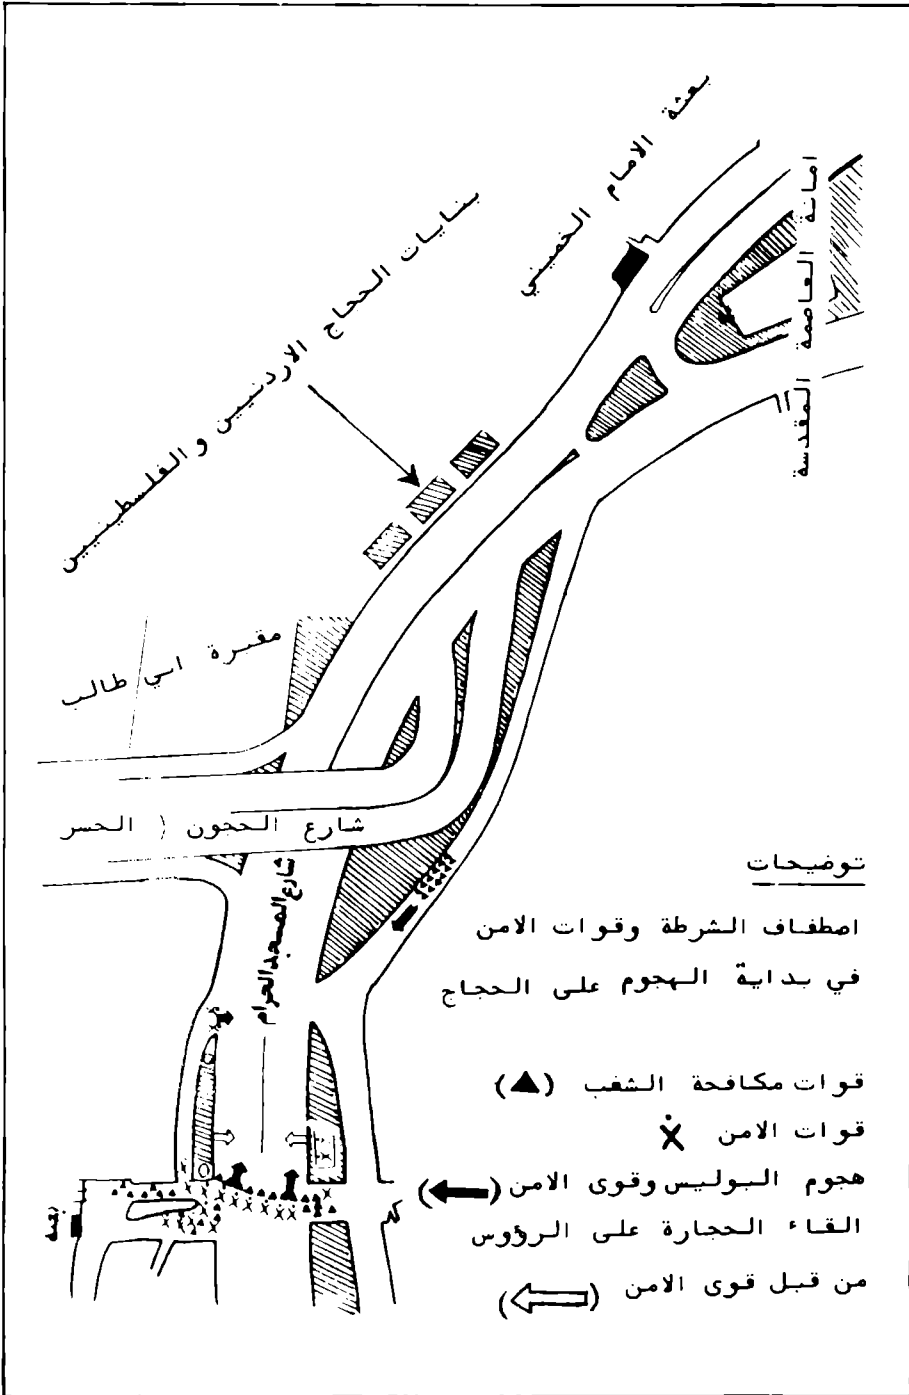 بعثة الامام الخميني
امانة العاصمة المقدسة
بنايات الحجاج الاردنيين والفلسطينيين
مقبرة ابي طالب
شارع الحجون ( الجسر
شارع المسجد الحرام
توضيحات
اصطفاف الشرطة وقوات الامن
في بداية الهجوم على الحجاج
قوات مكافحة الشغب (▲)
قوات الامن ẋ
هجوم البوليس وقوى الامن (←)
القاء الحجارة على الرؤوس
من قبل قوى الامن (⇦)